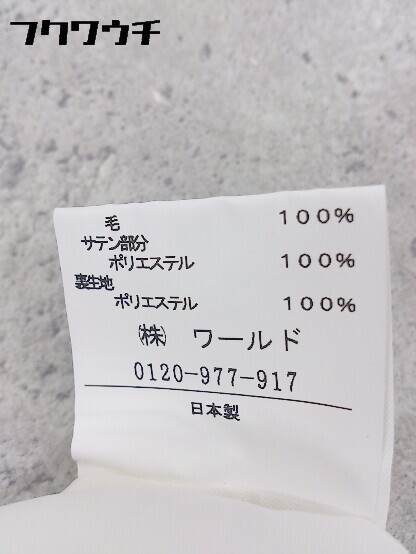 フクワウチ
毛 100%
サテン部分
ポリエステル 100%
裏生地
ポリエステル 100%
㈱ ワールド
0120-977-917
日本製